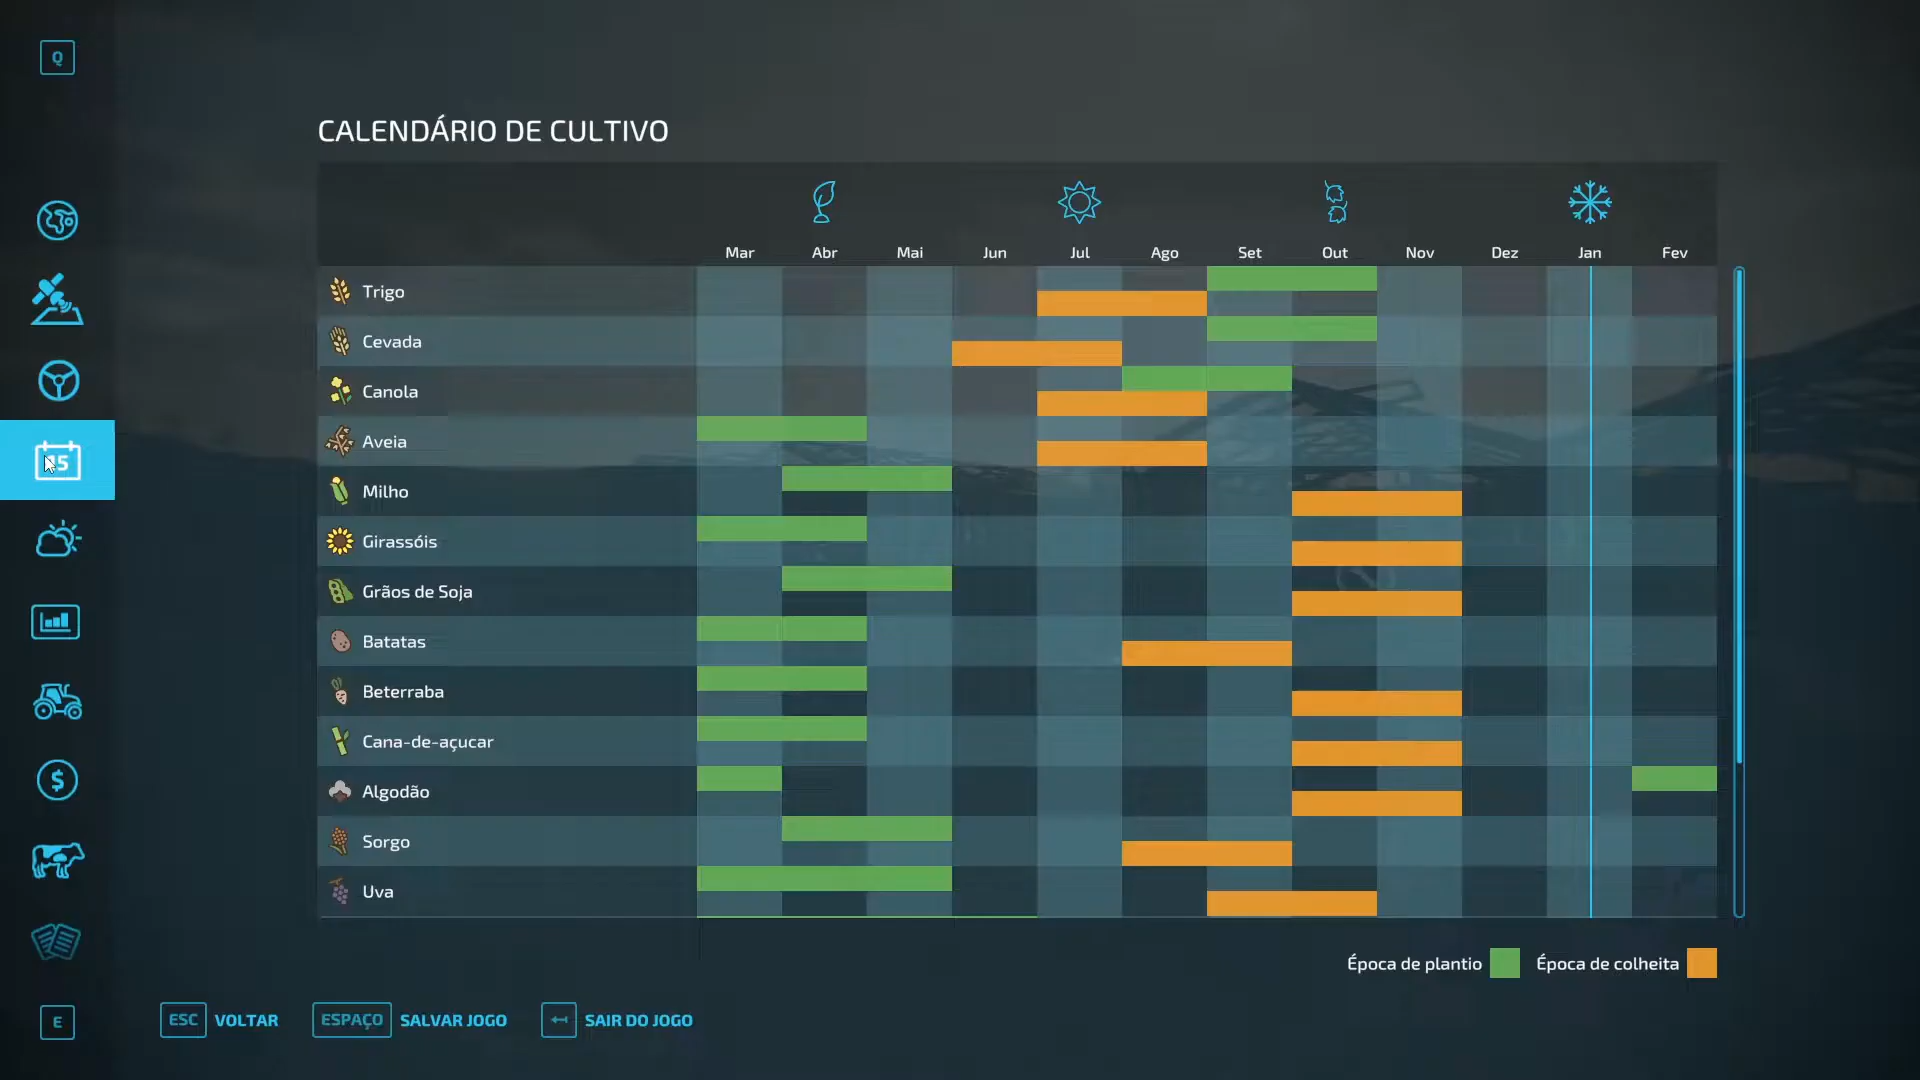 Q
CALENDÁRIO DE CULTIVO
Mar Abr Mai Jun Jul Ago Set Out Nov Dez Jan Fev
Trigo
Cevada
Canola
Aveia
15
Milho
Girassóis
Grãos de Soja
Batatas
Beterraba
Cana-de-açucar
$
Algodão
Sorgo
Uva
Época de plantio Época de colheita
E
ESC VOLTAR ESPAÇO SALVAR JOGO SAIR DO JOGO